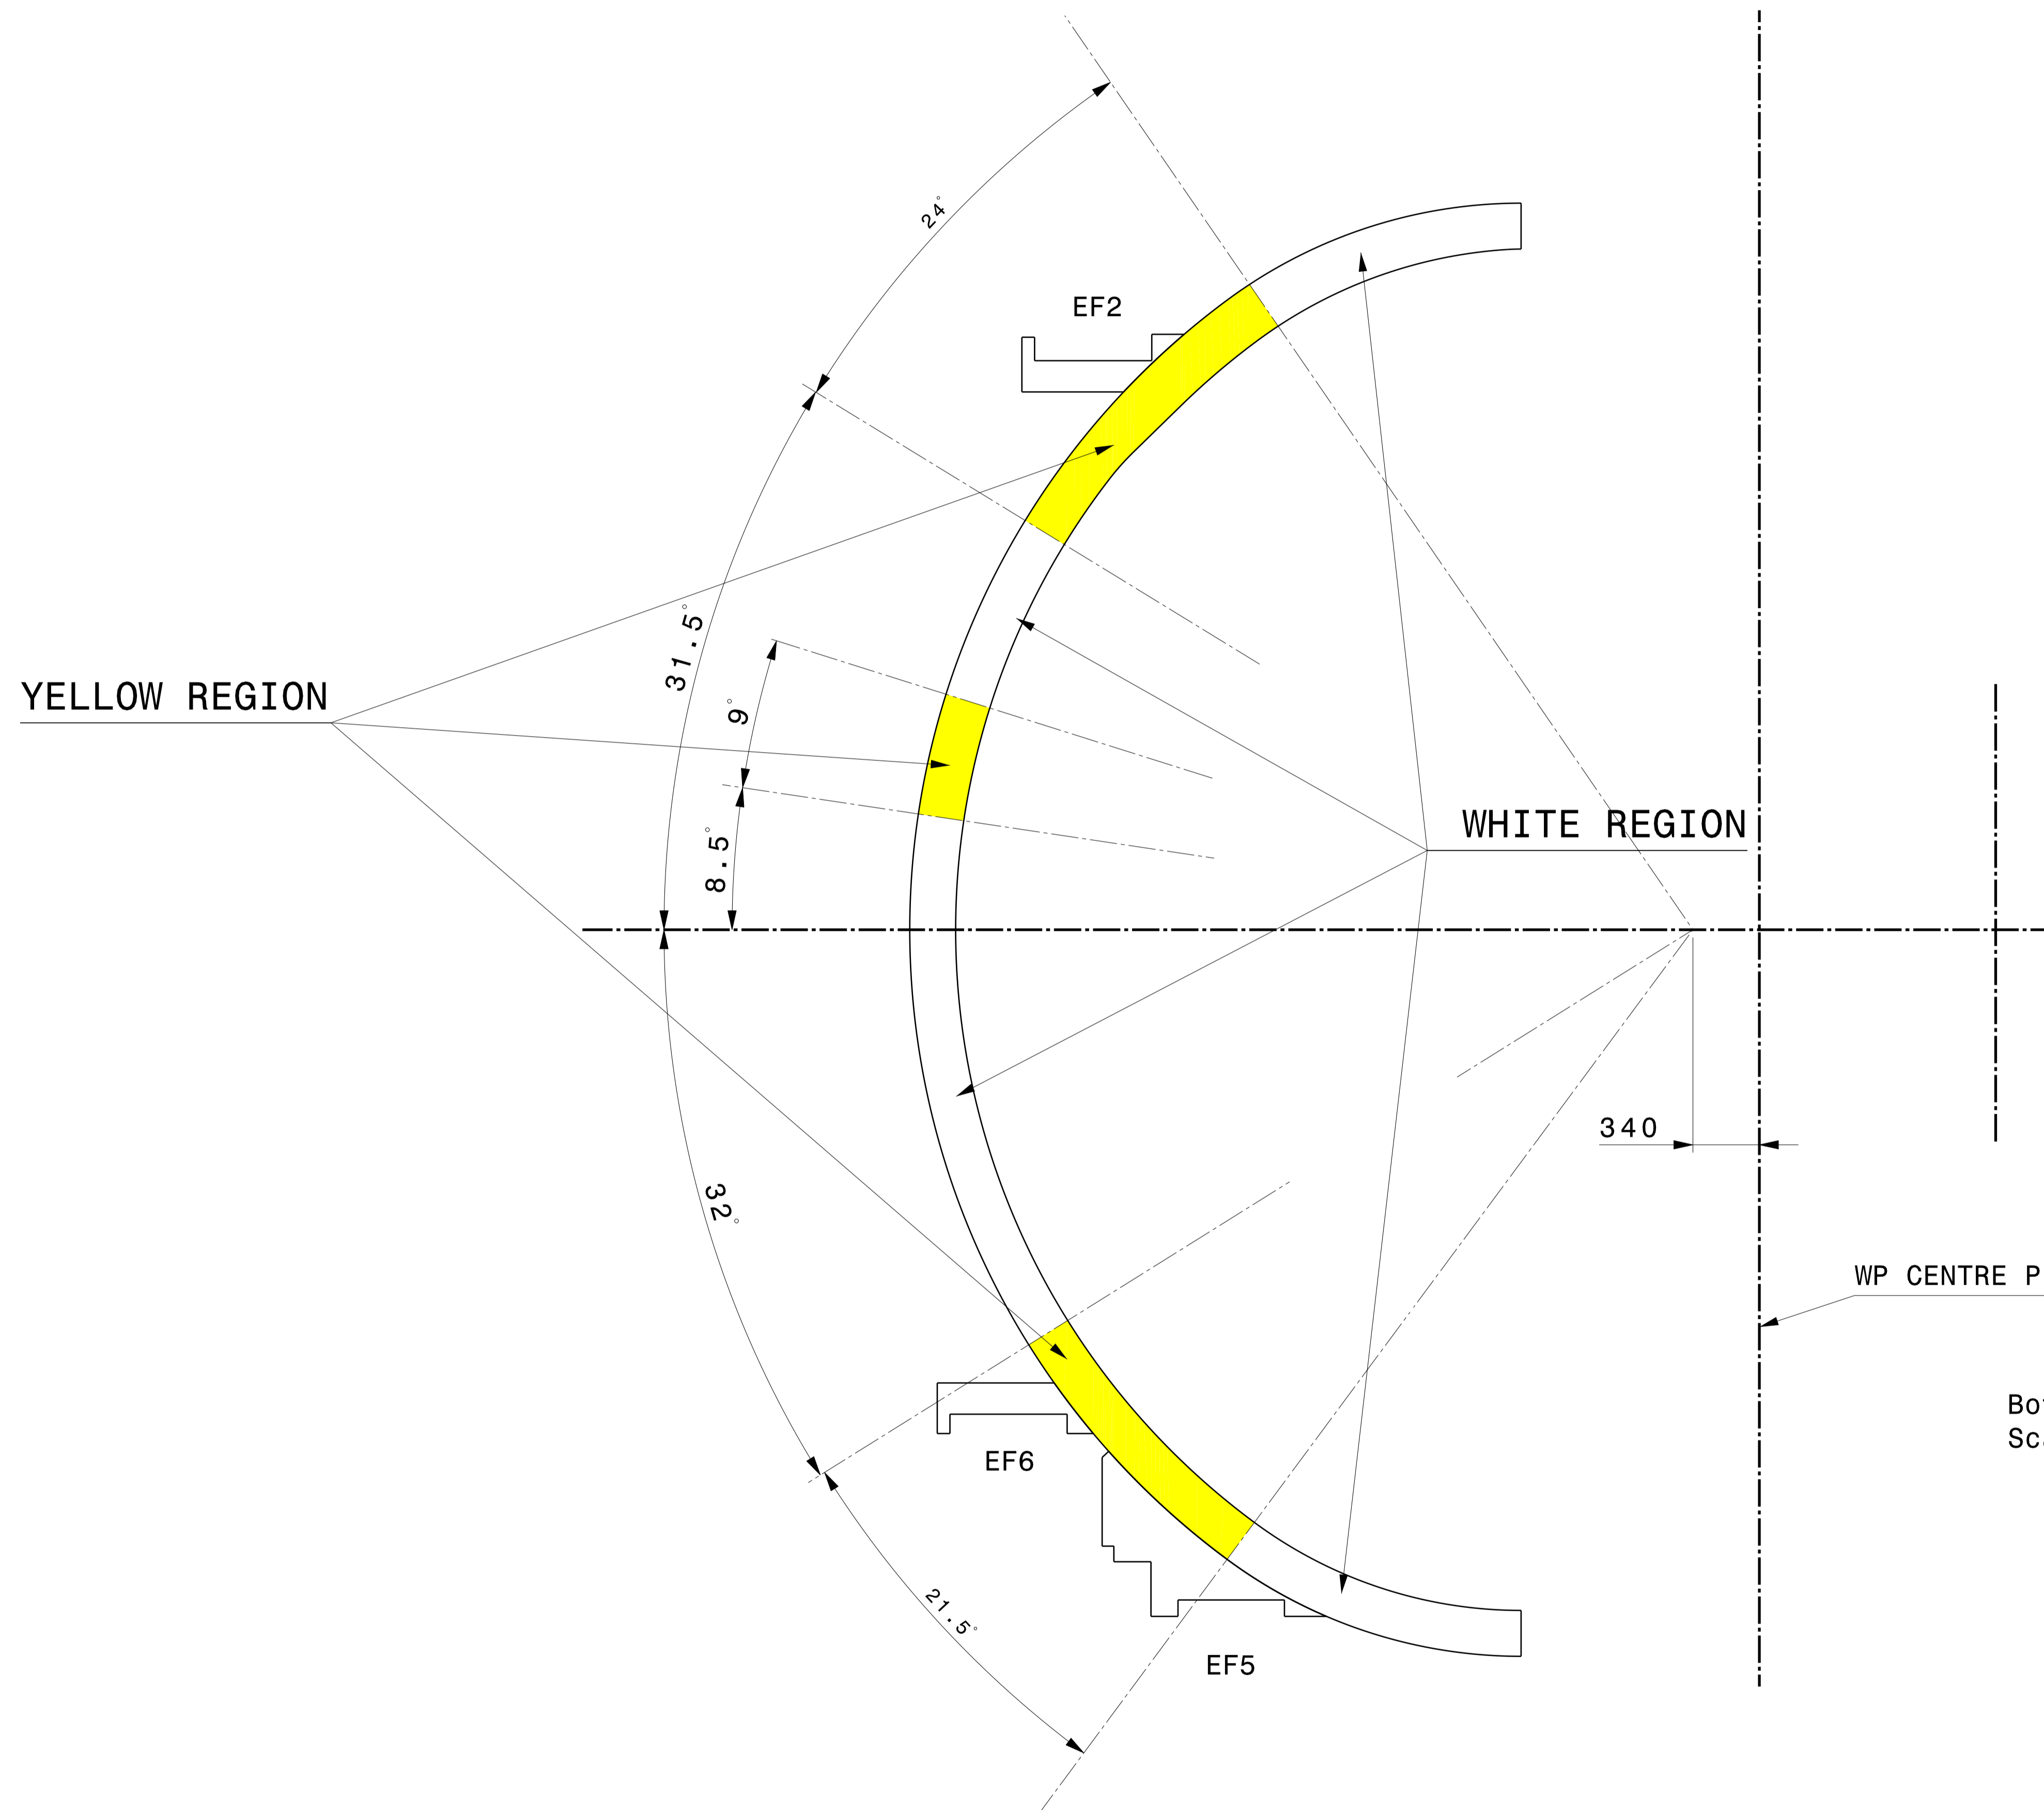 24°
EF2
31.5°
YELLOW REGION
9°
8.5°
WHITE REGION
340
32°
WP CENTRE P
EF6
21.5°
EF5